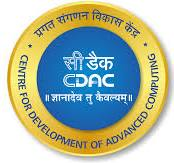 प्रगत संगणन विकास केंद्र
सी डैक
CDAC
॥ ज्ञानादेव तु कैवल्यम् ॥
CENTRE FOR DEVELOPMENT OF ADVANCED COMPUTING